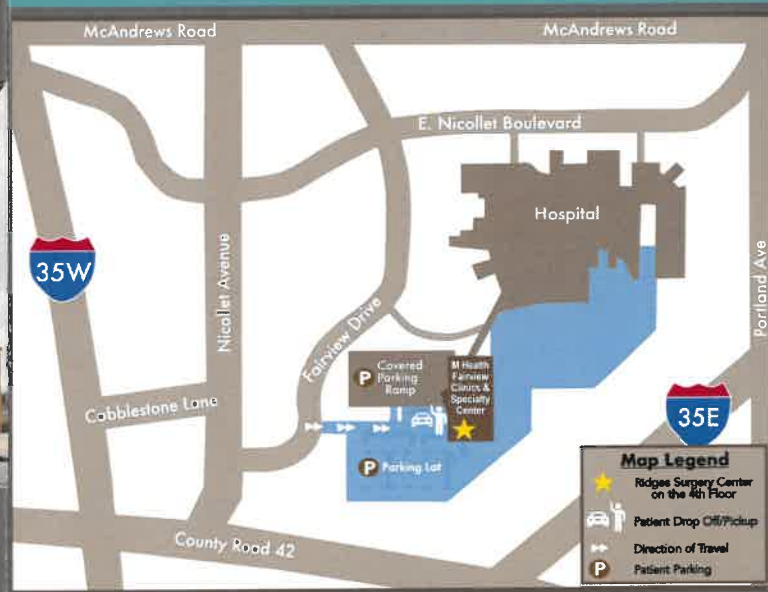 McAndrews Road
McAndrews Road
E. Nicollet Boulevard
Hospital
35W
Nicollet Avenue
Portland Ave
Fairview Drive
P
Covered
Parking
Ramp
M Health
Fairview
Clinics &
Specialty
Center
Cobblestone Lane
35E
P Parking Lot
County Road 42
Map Legend
Ridges Surgery Center
on the 4th Floor
Patient Drop Off/Pickup
Direction of Travel
P Patient Parking